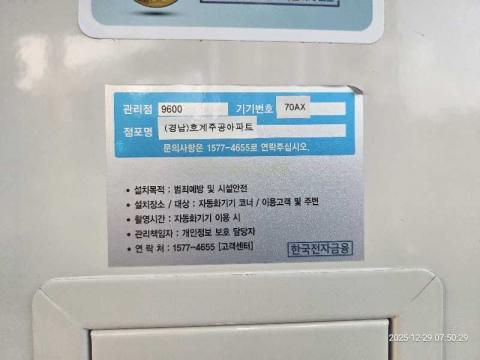 관리점 9600 기기번호 70AX
점포명 (경남)호계주공아파트
문의사항은 1577-4655로 연락주십시오.
• 설치목적 : 범죄예방 및 시설안전
• 설치장소 / 대상 : 자동화기기 코너 / 이용고객 및 주변
• 촬영시간 : 자동화기기 이용 시
• 관리책임자 : 개인정보 보호 담당자
• 연 락 처 : 1577-4655 [고객센터]
한국전자금융
2025-12-29 07:50:29